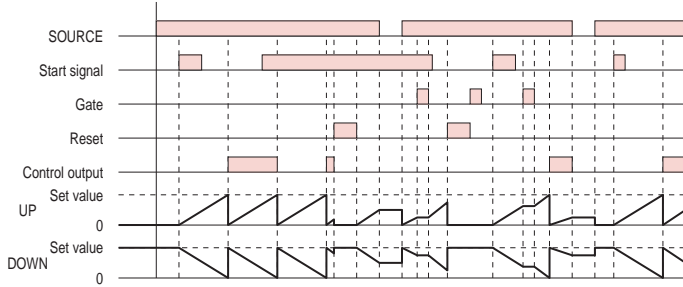 SOURCE
Start signal
Gate
Reset
Control output
Set value
UP
0
Set value
DOWN
0